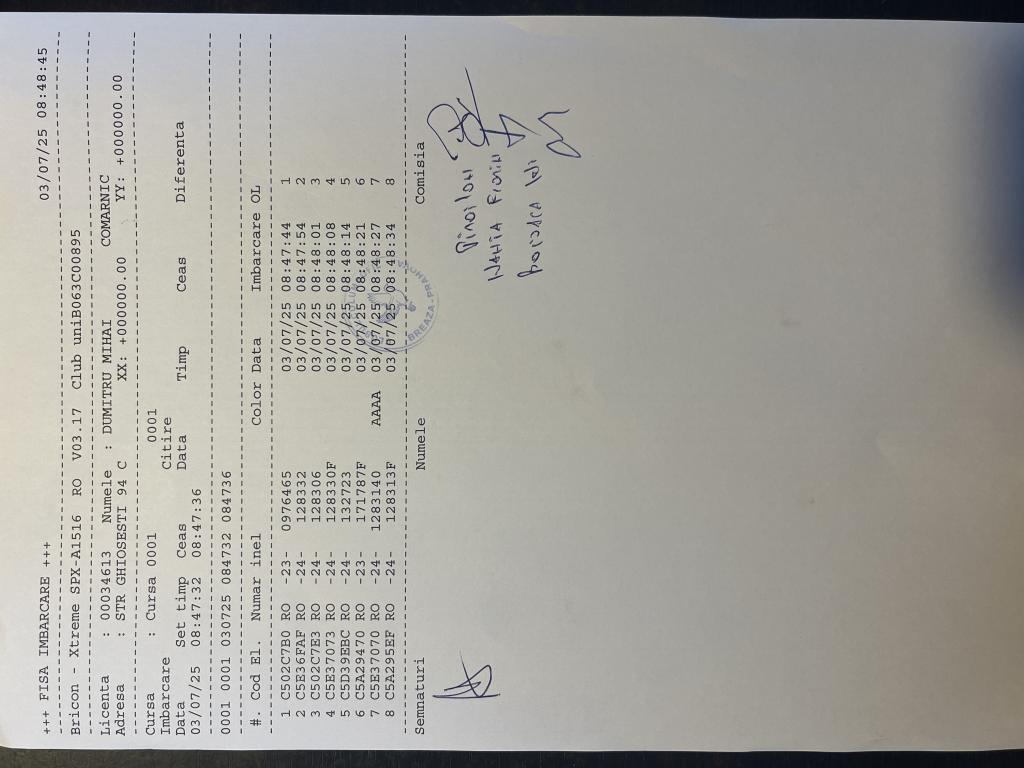 +++ FISA IMBARCARE +++ 03/07/25 08:48:45
Bricon - Xtreme SPX-A1516 RO V03.17 Club uniB063C00895
Licenta : 00034613 Numele : DUMITRU MIHAI COMARNIC
Adresa : STR GHIOSESTI 94 C XX: +000000.00 YY: +000000.00
Cursa : Cursa 0001 0001
Imbarcare Citire
Data Set timp Ceas Data Timp Ceas Diferenta
03/07/25 08:47:32 08:47:36
0001 0001 030725 084732 084736
#. Cod El. Numar inel Color Data Imbarcare OL
1 C502C7B0 RO -23- 0976465 03/07/25 08:47:44 1
2 C5E36FAF RO -24- 128332 03/07/25 08:47:54 2
3 C502C7E3 RO -24- 128306 03/07/25 08:48:01 3
4 C5E37073 RO -24- 128330F 03/07/25 08:48:08 4
5 C5D39EBC RO -24- 132723 03/07/25 08:48:14 5
6 C5A29470 RO -23- 171787F 03/07/25 08:48:21 6
7 C5E37070 RO -24- 1283140 AAAA 03/07/25 08:48:27 7
8 C5A295EF RO -24- 128313F 03/07/25 08:48:34 8
BREAZA-PRAHOVA
Semnaturi Numele Comisia